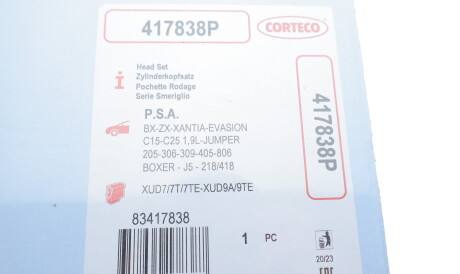 417838P
CORTECO
Head Set
Zylinderkopfsatz
Pochette Rodage
Serie Smeriglio
P.S.A.
BX-ZX-XANTIA-EVASION
C15-C25 1,9L-JUMPER
205-306-309-405-806
BOXER - J5 - 218/418
XUD7/7T/7TE-XUD9A/9TE
83417838
1 PC
20/23
417838P